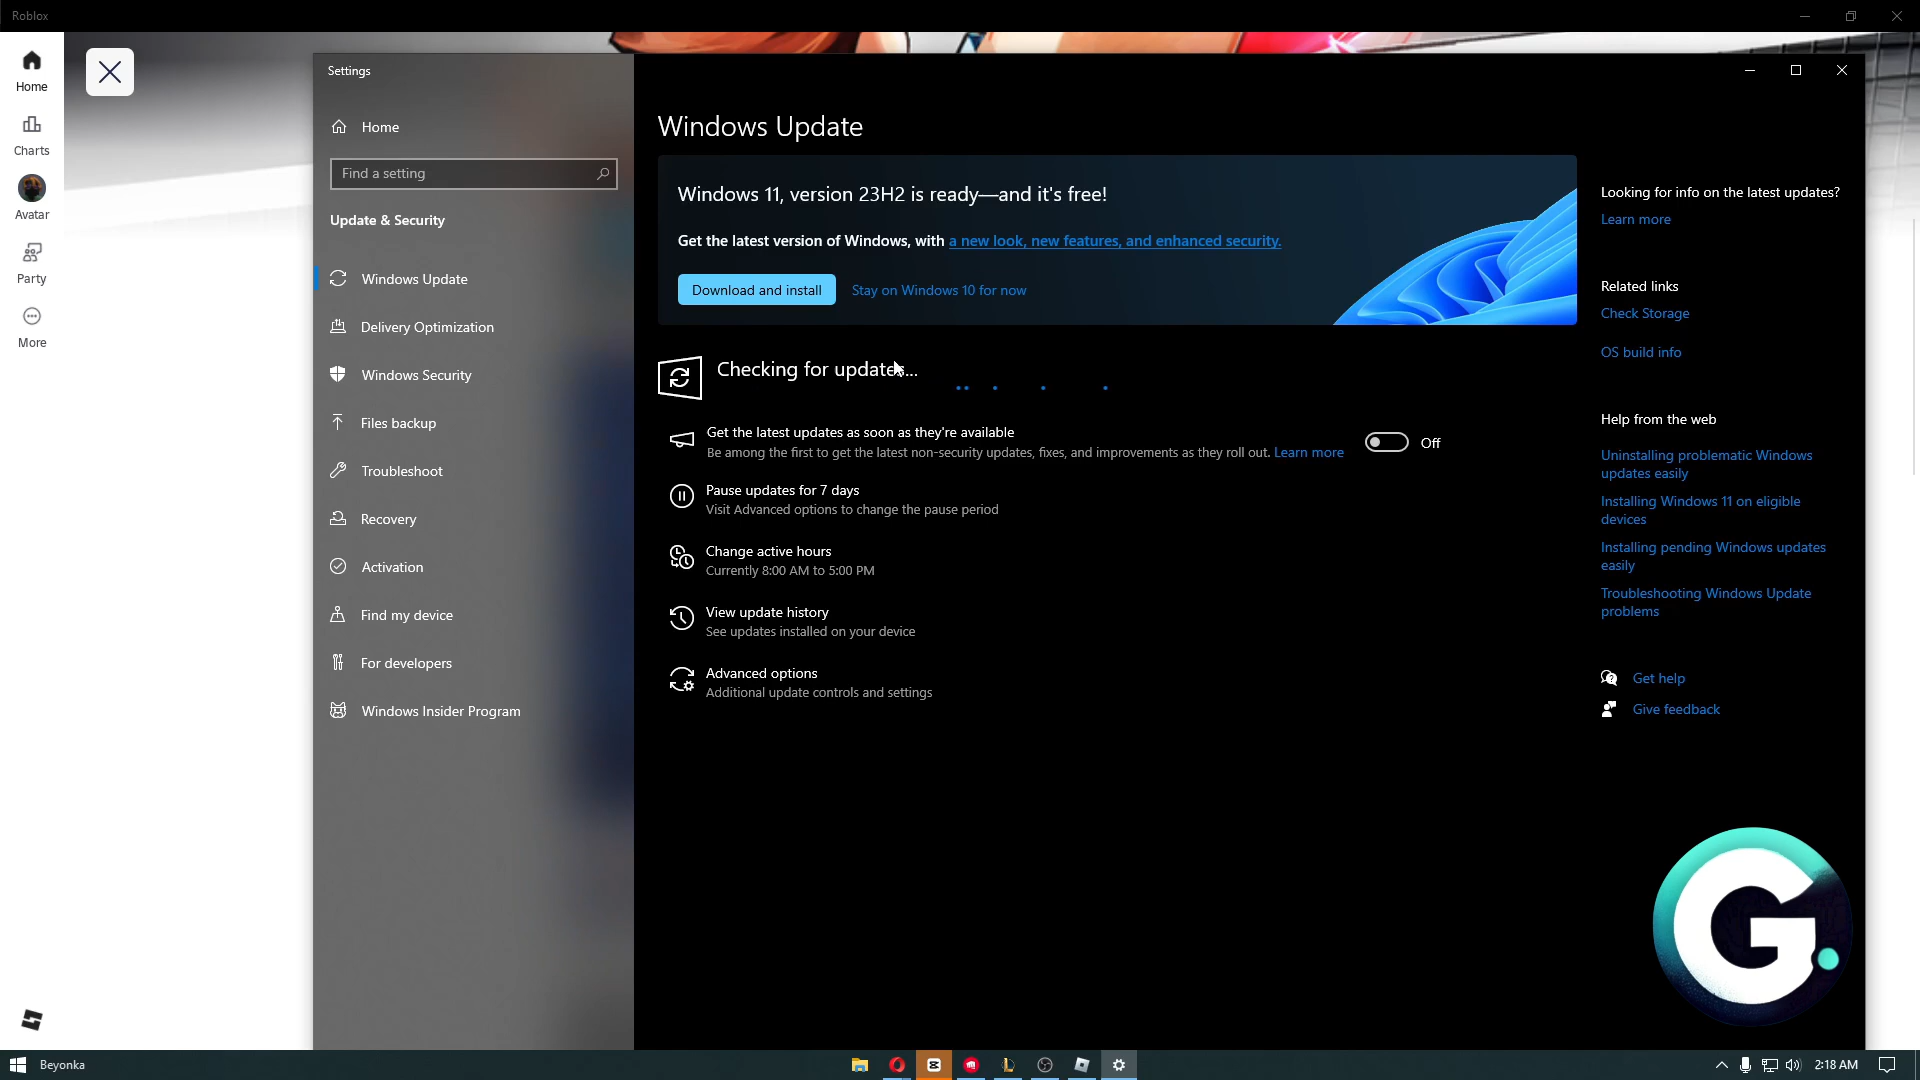 Roblox
Home
Charts
Avatar
Party
More
Settings
Home
Find a setting
Update & Security
Windows Update
Delivery Optimization
Windows Security
Files backup
Troubleshoot
Recovery
Activation
Find my device
For developers
Windows Insider Program
Windows Update
Windows 11, version 23H2 is ready—and it's free!
Get the latest version of Windows, with a new look, new features, and enhanced security.
Download and install
Stay on Windows 10 for now
Checking for updates...
Get the latest updates as soon as they're available
Be among the first to get the latest non-security updates, fixes, and improvements as they roll out. Learn more
Off
Pause updates for 7 days
Visit Advanced options to change the pause period
Change active hours
Currently 8:00 AM to 5:00 PM
View update history
See updates installed on your device
Advanced options
Additional update controls and settings
Looking for info on the latest updates?
Learn more
Related links
Check Storage
OS build info
Help from the web
Uninstalling problematic Windows
updates easily
Installing Windows 11 on eligible
devices
Installing pending Windows updates
easily
Troubleshooting Windows Update
problems
Get help
Give feedback
G.
Beyonka
2:18 AM